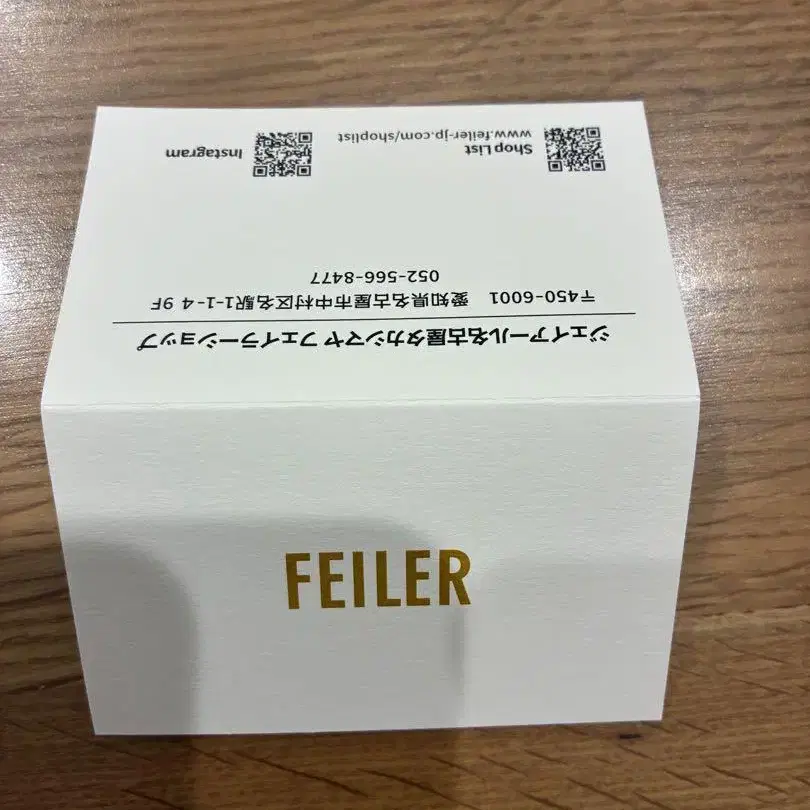 FEILER
ジェイアール名古屋タカシマヤ フェイラーショップ
〒450-6001 愛知県名古屋市中村区名駅1-1-4 9F
052-566-8477
Shop List
www.feiler-jp.com/shoplist
Instagram